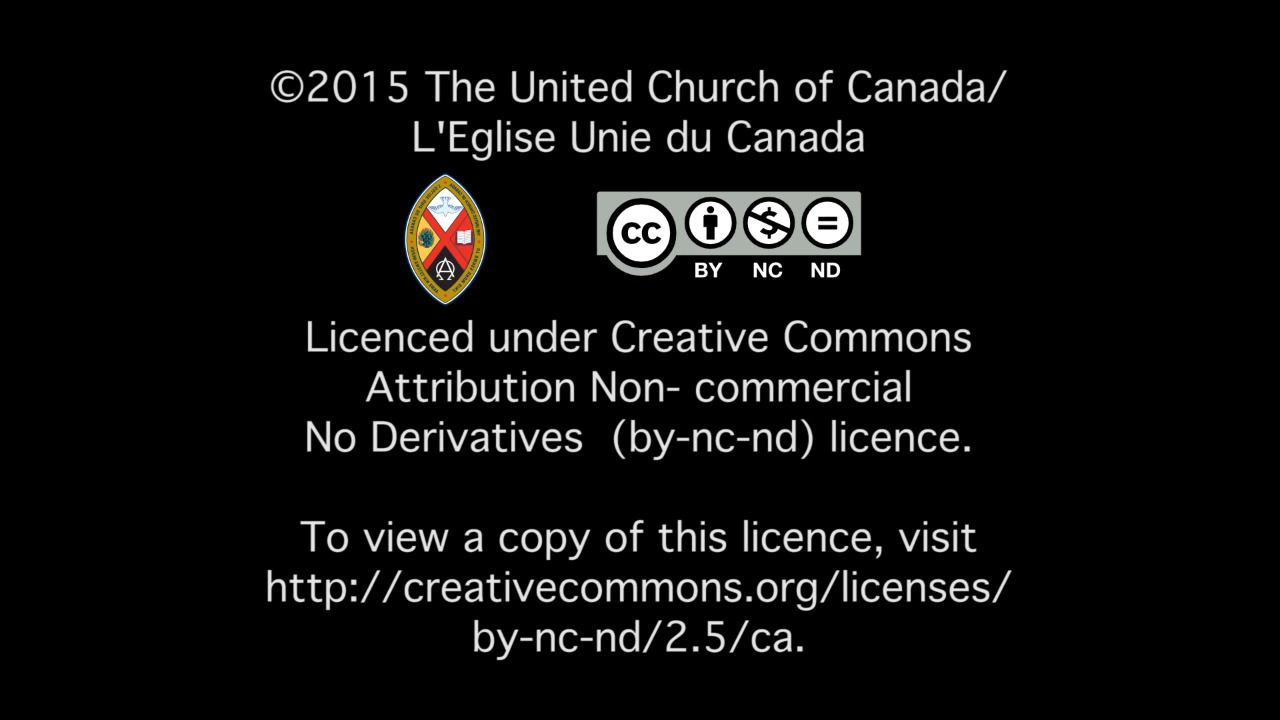 ©2015 The United Church of Canada/
L'Eglise Unie du Canada
cc
BY NC ND
Licenced under Creative Commons
Attribution Non- commercial
No Derivatives  (by-nc-nd) licence.
To view a copy of this licence, visit
http://creativecommons.org/licenses/
by-nc-nd/2.5/ca.